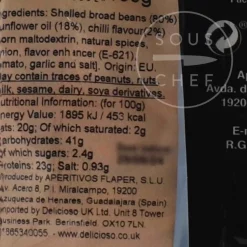 Ingredients: Shelled broad beans (80%)
sunflower oil (18%), chilli flavour(2%)
corn maltodextrin, natural spices,
onion, flavor enhancer (E-621),
tomato, garlic and salt]. Origin: EU.
May contain traces of peanuts, nuts,
milk, sesame, dairy, soya derivatives.
Nutritional Information: (for 100g)
Energy Value: 1895 kJ / 453 kcal
Fats: 20g; Of which saturated: 2g
Carbohydrates: 41g
of which sugars: 2.4g
Protein: 23g; Salt: 0.93g
Produced by APERITIVOS FLAPER, S.L.U
Av. Acero 8, P.I. Miralcampo, 19200
Azuqueca de Henares, Guadalajara (Spain)
Imported by Delicioso UK Ltd. Unit 8 Tower
Business Park, Berinsfield OX10 7LN.
01865340055. www.delicioso.co.uk
SOUS
CHEF
Avda. d
19200
E-
R.G